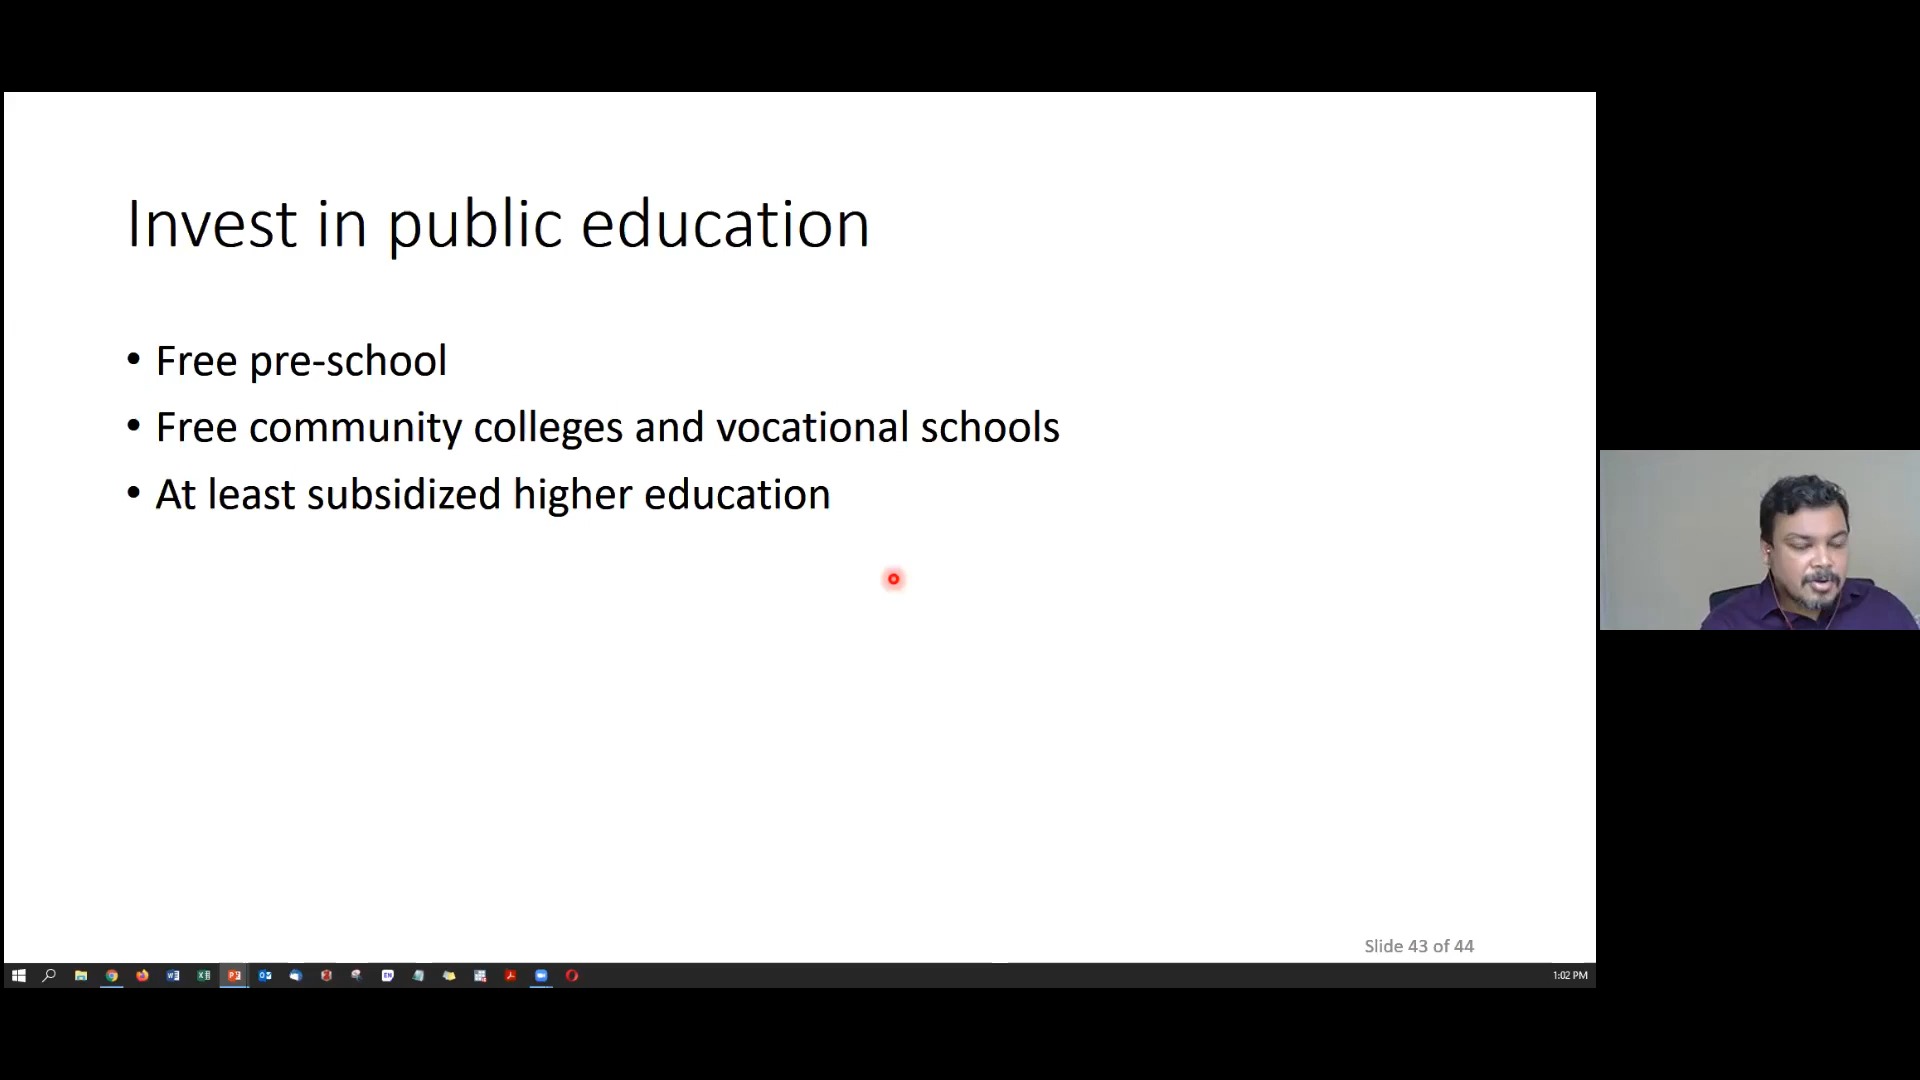 Invest in public education
• Free pre-school
• Free community colleges and vocational schools
• At least subsidized higher education
Slide 43 of 44
1:02 PM